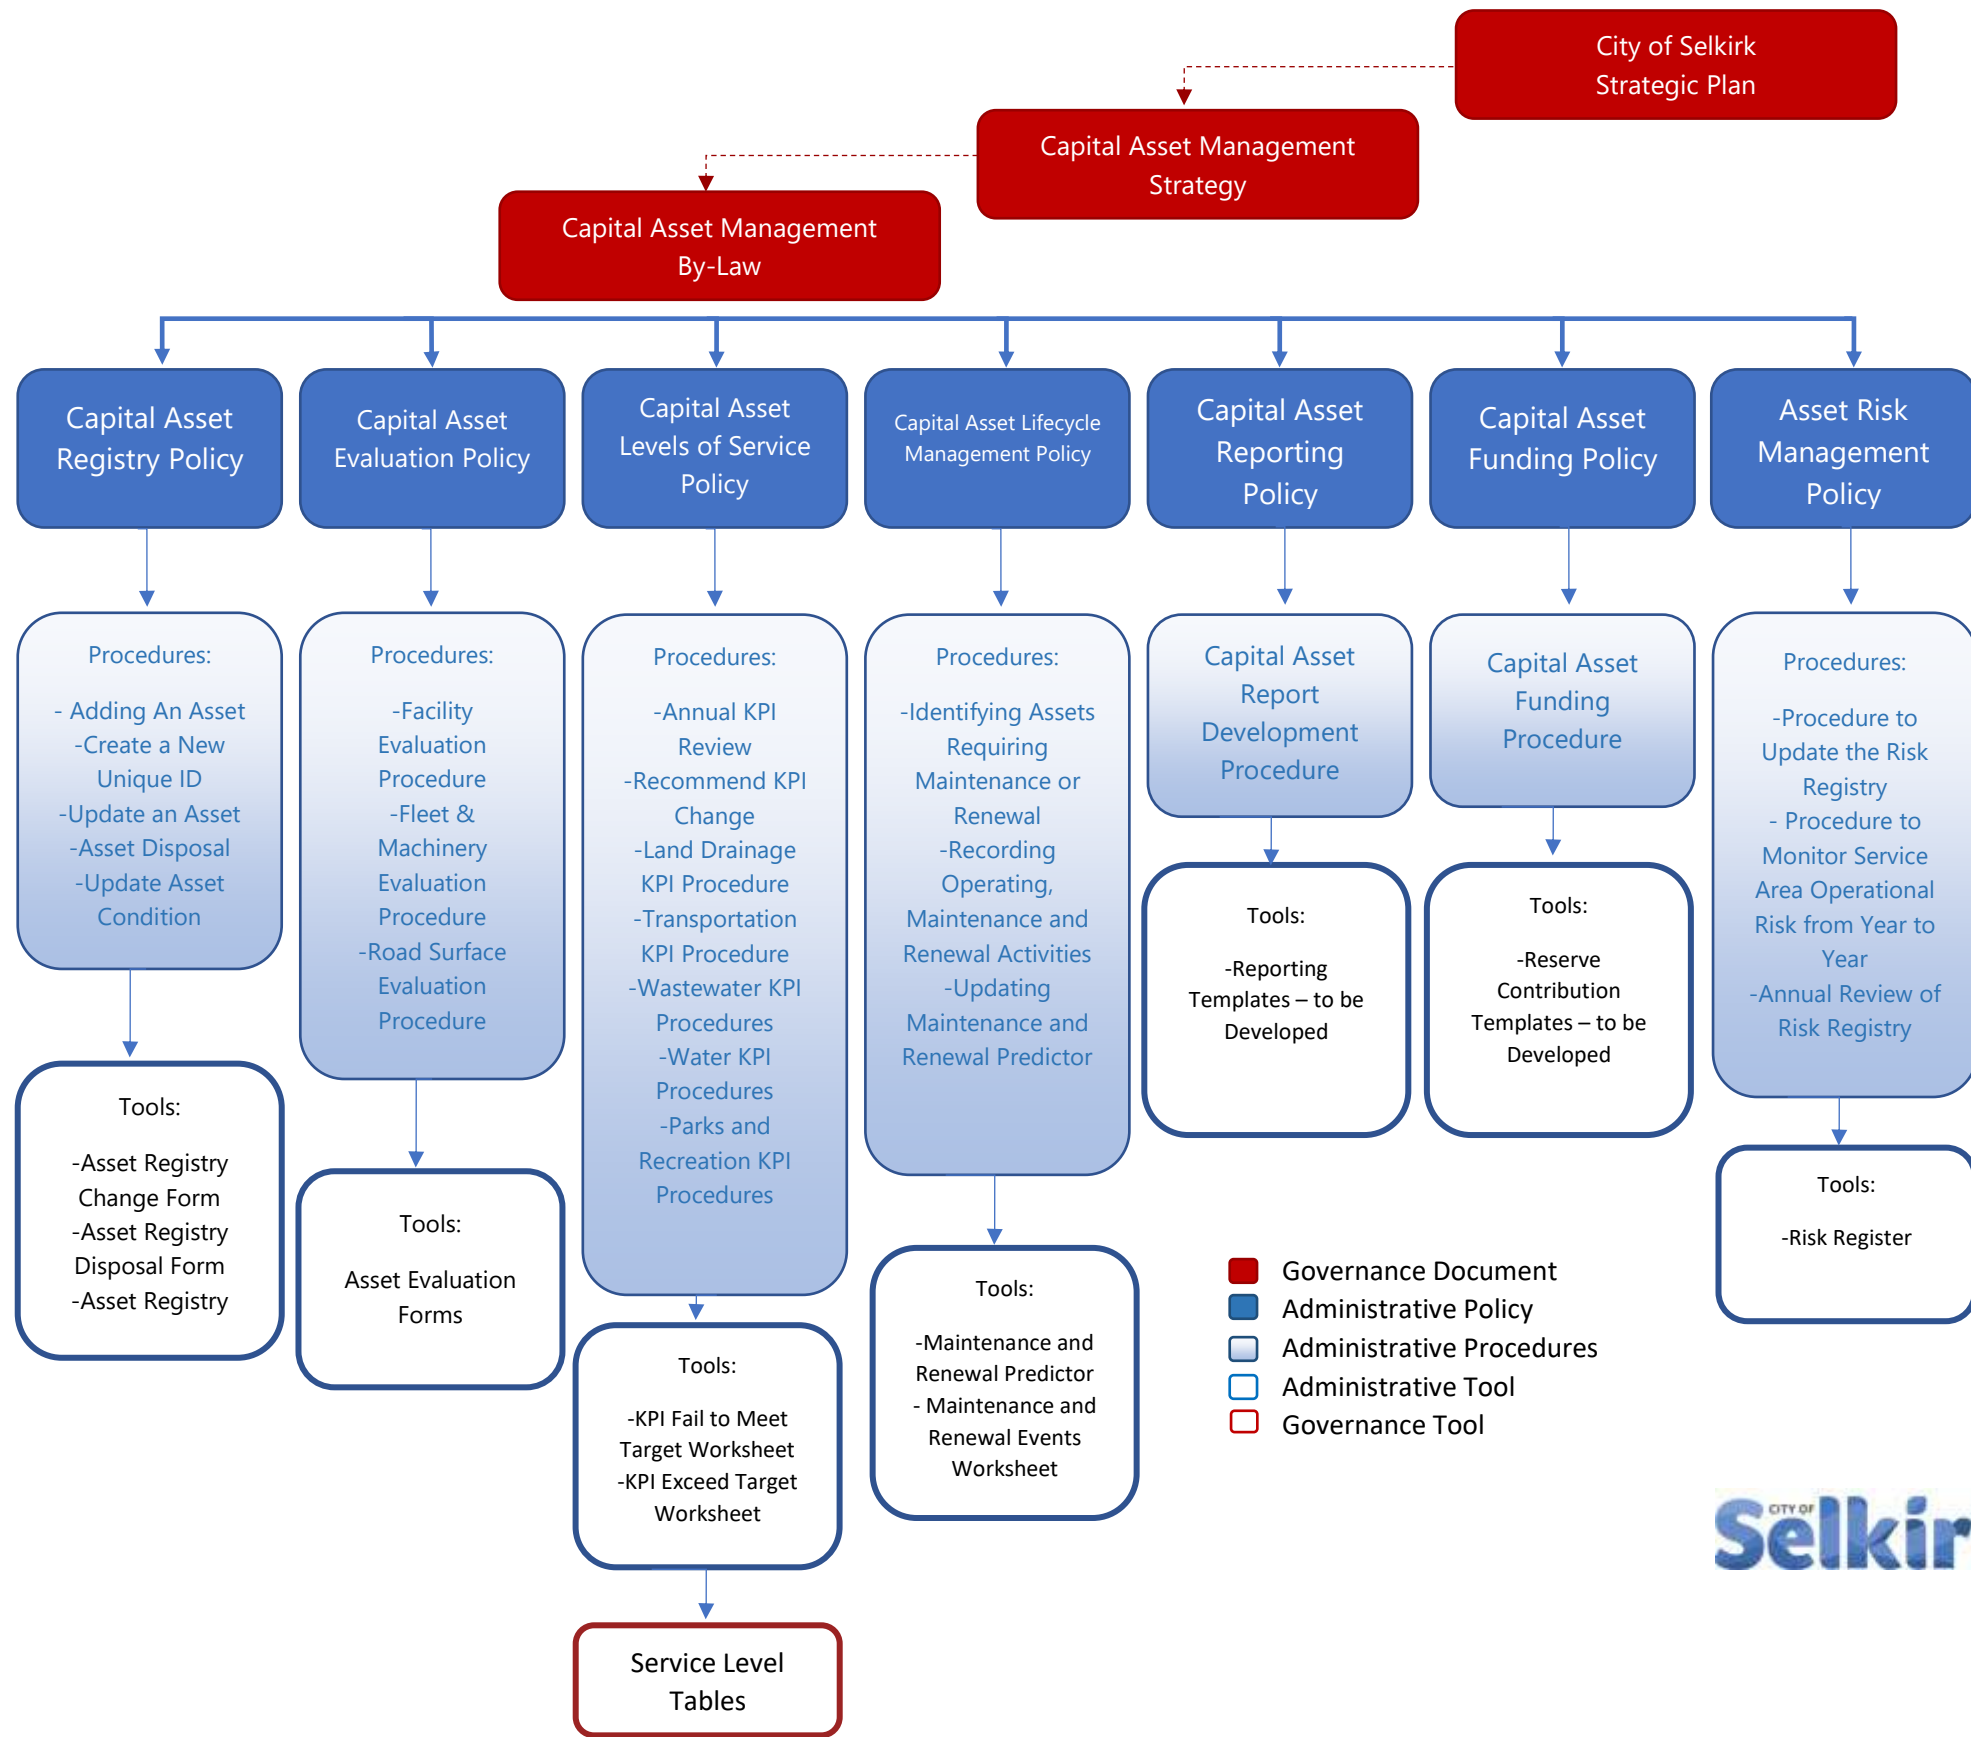 City of Selkirk
Strategic Plan
Capital Asset Management
Strategy
Capital Asset Management
By-Law
Capital Asset
Registry Policy
Capital Asset
Evaluation Policy
Capital Asset
Levels of Service
Policy
Capital Asset Lifecycle
Management Policy
Capital Asset
Reporting
Policy
Capital Asset
Funding Policy
Asset Risk
Management
Policy
Procedures:
- Adding An Asset
-Create a New
Unique ID
-Update an Asset
-Asset Disposal
-Update Asset
Condition
Procedures:
-Facility
Evaluation
Procedure
-Fleet &
Machinery
Evaluation
Procedure
-Road Surface
Evaluation
Procedure
Procedures:
-Annual KPI
Review
-Recommend KPI
Change
-Land Drainage
KPI Procedure
-Transportation
KPI Procedure
-Wastewater KPI
Procedures
-Water KPI
Procedures
-Parks and
Recreation KPI
Procedures
Procedures:
-Identifying Assets
Requiring
Maintenance or
Renewal
-Recording
Operating,
Maintenance and
Renewal Activities
-Updating
Maintenance and
Renewal Predictor
Capital Asset
Report
Development
Procedure
Capital Asset
Funding
Procedure
Procedures:
-Procedure to
Update the Risk
Registry
- Procedure to
Monitor Service
Area Operational
Risk from Year to
Year
-Annual Review of
Risk Registry
Tools:
-Asset Registry
Change Form
-Asset Registry
Disposal Form
-Asset Registry
Tools:
Asset Evaluation
Forms
Tools:
-KPI Fail to Meet
Target Worksheet
-KPI Exceed Target
Worksheet
Tools:
-Maintenance and
Renewal Predictor
- Maintenance and
Renewal Events
Worksheet
Tools:
-Reporting
Templates – to be
Developed
Tools:
-Reserve
Contribution
Templates – to be
Developed
Tools:
-Risk Register
Service Level
Tables
Governance Document
Administrative Policy
Administrative Procedures
Administrative Tool
Governance Tool
CITY OF
Selkir